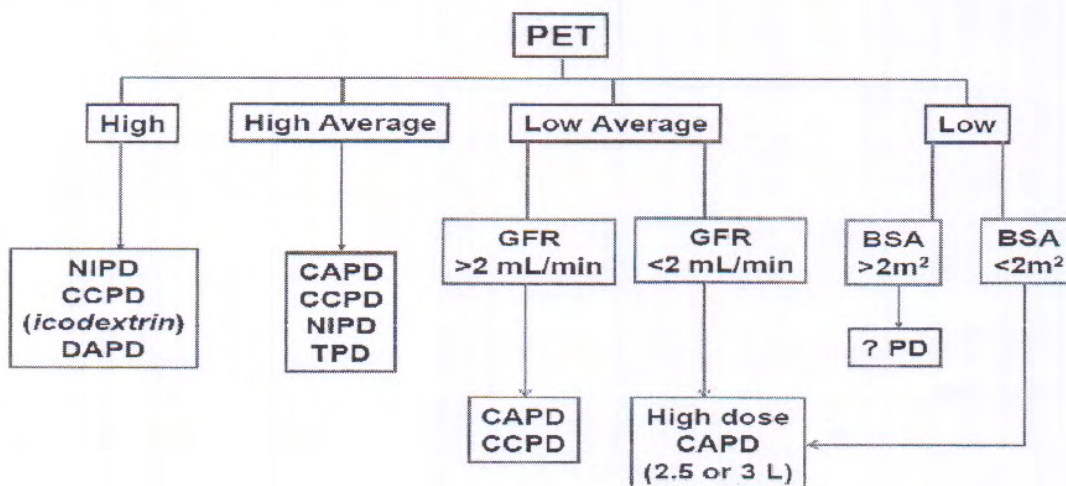 PET
High
High Average
Low Average
Low
GFR
>2 mL/min
GFR
<2 mL/min
BSA
>2m²
BSA
<2m²
NIPD
CCPD
(icodextrin)
DAPD
CAPD
CCPD
NIPD
TPD
? PD
CAPD
CCPD
High dose
CAPD
(2.5 or 3 L)